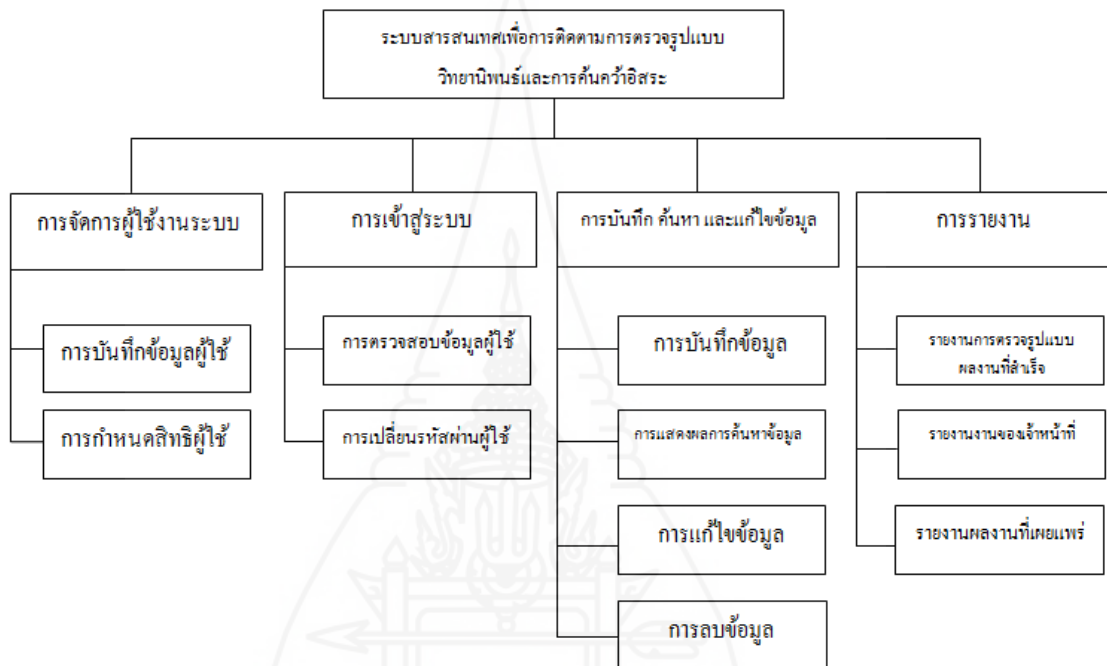 ระบบสารสนเทศเพื่อการติดตามการตรวจรูปแบบ
วิทยานิพนธ์และการค้นคว้าอิสระ
การจัดการผู้ใช้งานระบบ
การบันทึกข้อมูลผู้ใช้
การกำหนดสิทธิผู้ใช้
การเข้าสู่ระบบ
การตรวจสอบข้อมูลผู้ใช้
การเปลี่ยนรหัสผ่านผู้ใช้
การบันทึก ค้นหา และแก้ไขข้อมูล
การบันทึกข้อมูล
การแสดงผลการค้นหาข้อมูล
การแก้ไขข้อมูล
การลบข้อมูล
การรายงาน
รายงานการตรวจรูปแบบ
ผลงานที่สำเร็จ
รายงานงานของเจ้าหน้าที่
รายงานผลงานที่เผยแพร่